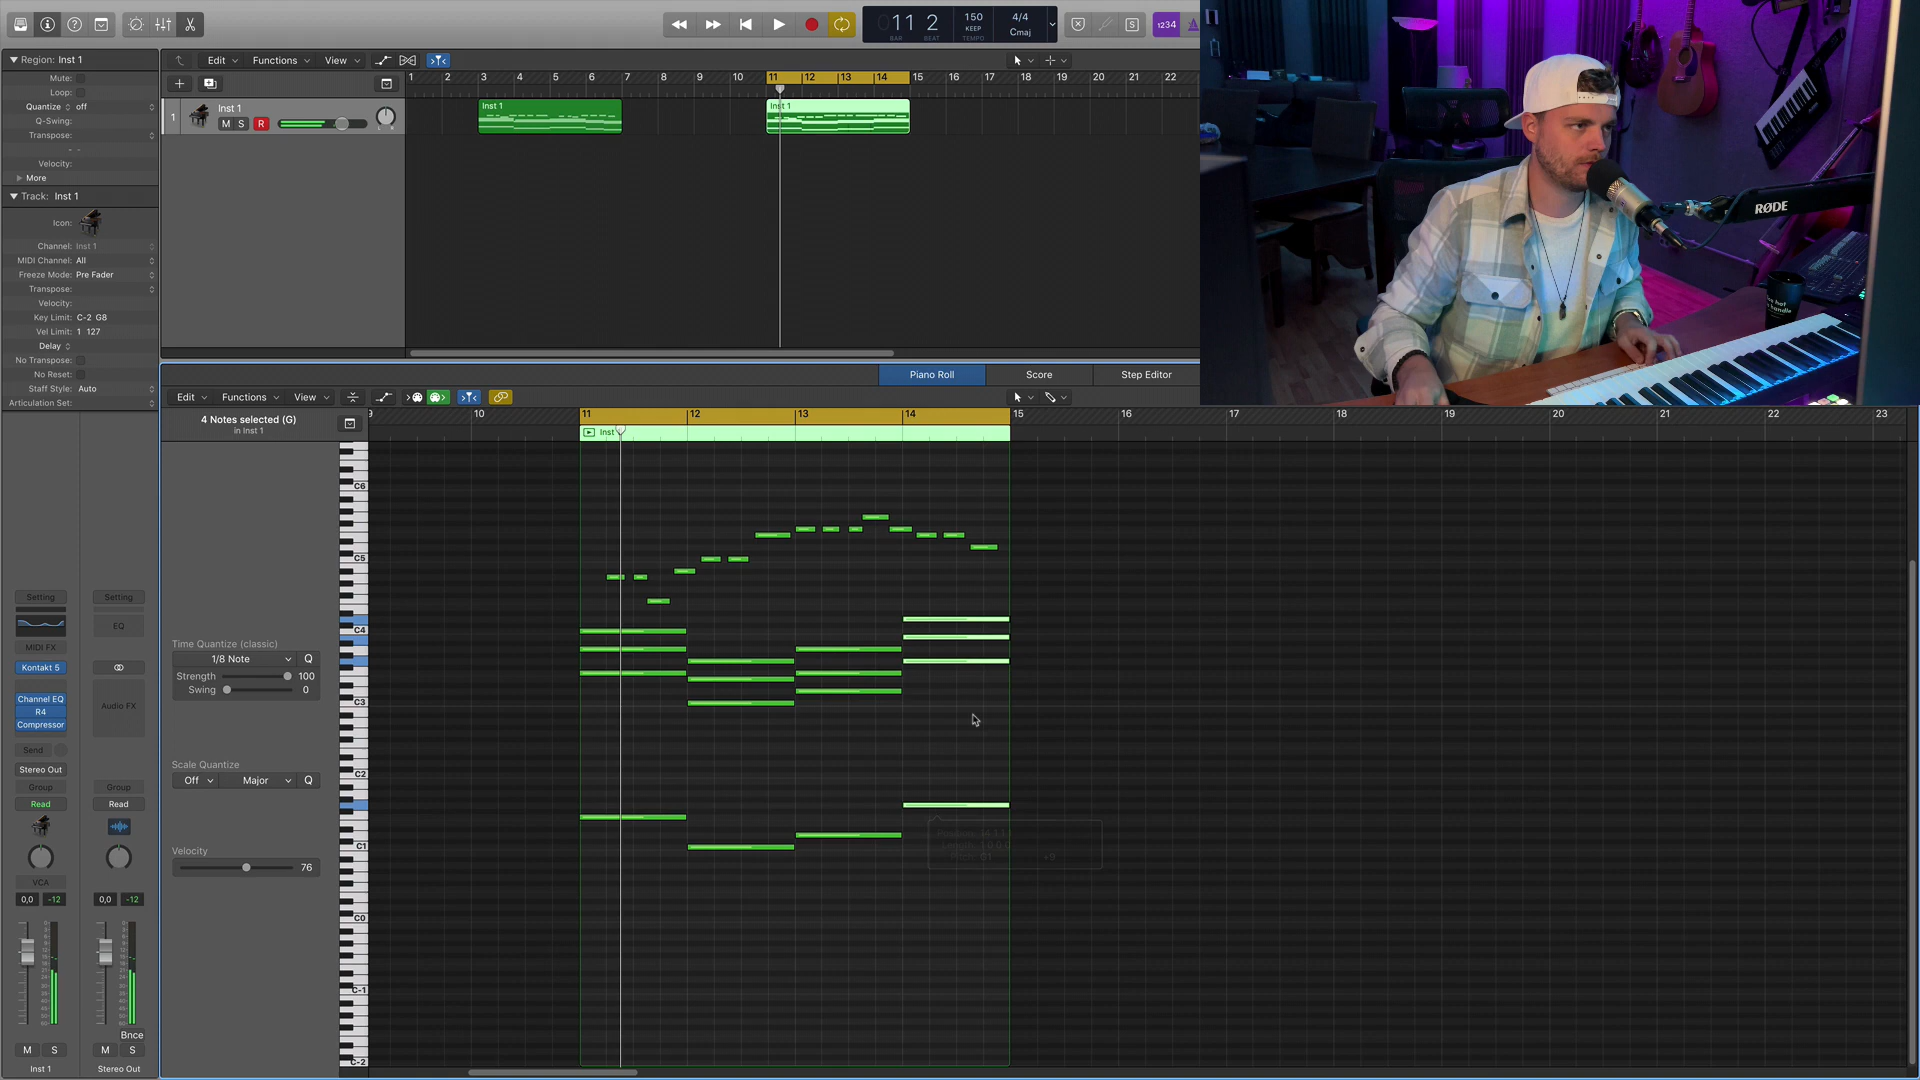 11 2
BAR
BEAT
150
KEEP
TEMPO
4/4
Cmaj
1234
Region: Inst 1
Mute:
Loop:
Quantize off
Q-Swing:
Transpose:
Velocity:
More
Track: Inst 1
Icon:
Channel: Inst 1
MIDI Channel: All
Freeze Mode: Pre Fader
Transpose:
Velocity:
Key Limit: C-2 G8
Vel Limit: 1 127
Delay
No Transpose:
No Reset:
Staff Style: Auto
Articulation Set:
Edit Functions View
1 2 3 4 5 6 7 8 9 10 11 12 13 14 15 16 17 18 19 20 21 22
1
Inst 1
M S R
Inst 1
Inst 1
RØDE
Piano Roll
Score
Step Editor
Edit Functions View
4 Notes selected (G)
in Inst 1
9 10 11 12 13 14 15 16 17 18 19 20 21 22 23
Inst
C6
C5
C4
C3
C2
C1
C0
C-1
C-2
Time Quantize (classic)
1/8 Note Q
Strength 100
Swing 0
Scale Quantize
Off Major Q
Velocity
76
Setting Setting
EQ
MIDI FX
Kontakt 5
Channel EQ
R4
Compressor
Audio FX
Send
Stereo Out
Group Group
Read Read
VCA
0,0 -12 0,0 -12
Bnce
M S M S
Inst 1 Stereo Out